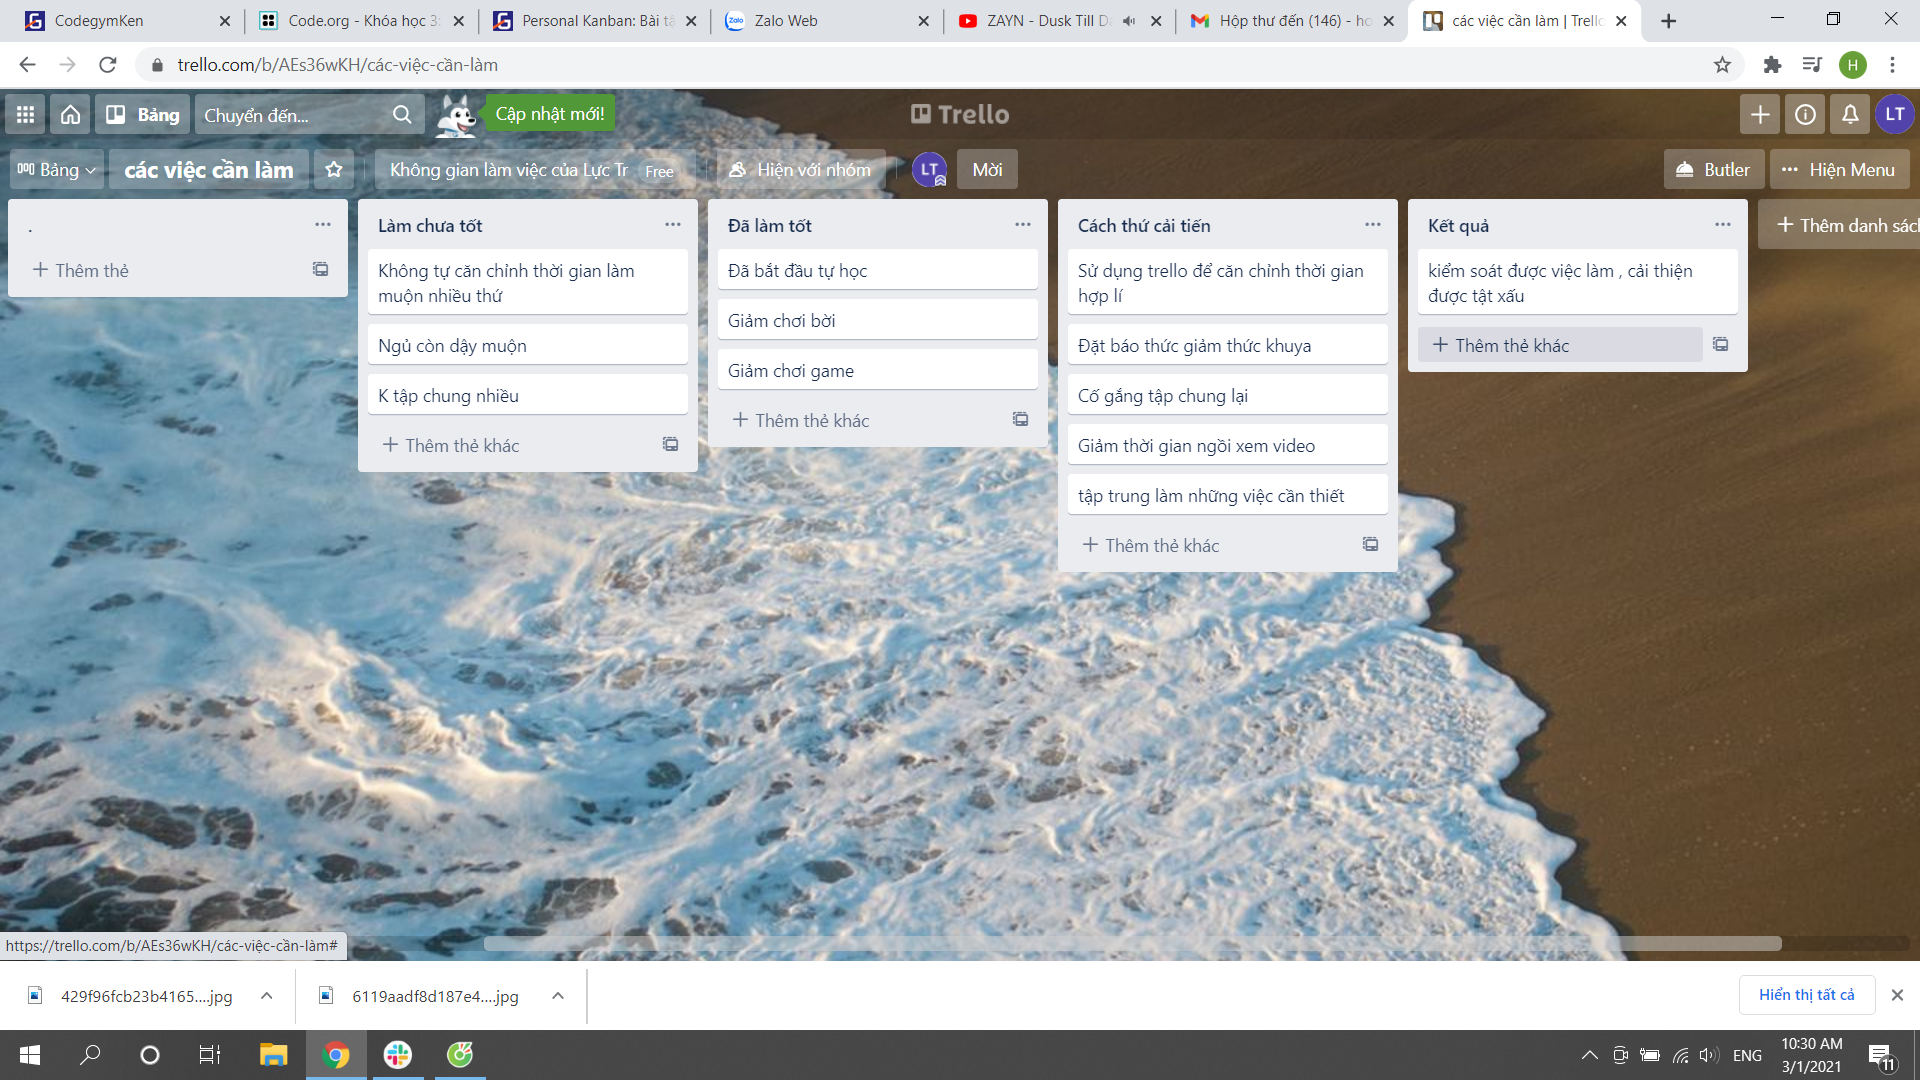 CodegymKen
Code.org - Khóa học 3:
Personal Kanban: Bài tậ
Zalo Web
ZAYN - Dusk Till Da
Hộp thư đến (146) - ho
các việc cần làm | Trello
trello.com/b/AEs36wKH/các-việc-cần-làm
H
Bảng
Chuyển đến...
Cập nhật mới!
Trello
LT
Bảng
các việc cần làm
Không gian làm việc của Lực Tr
Free
Hiện với nhóm
LT
Mời
Butler
Hiện Menu
.
Thêm thẻ
Làm chưa tốt
Không tự căn chỉnh thời gian làm
muộn nhiều thứ
Ngủ còn dậy muộn
K tập chung nhiều
Thêm thẻ khác
Đã làm tốt
Đã bắt đầu tự học
Giảm chơi bời
Giảm chơi game
Thêm thẻ khác
Cách thứ cải tiến
Sử dụng trello để căn chỉnh thời gian
hợp lí
Đặt báo thức giảm thức khuya
Cố gắng tập chung lại
Giảm thời gian ngồi xem video
tập trung làm những việc cần thiết
Thêm thẻ khác
Kết quả
kiểm soát được việc làm , cải thiện
được tật xấu
Thêm thẻ khác
Thêm danh sách
https://trello.com/b/AEs36wKH/các-việc-cần-làm#
429f96fcb23b4165....jpg
6119aadf8d187e4....jpg
Hiển thị tất cả
ENG
10:30 AM
3/1/2021
11